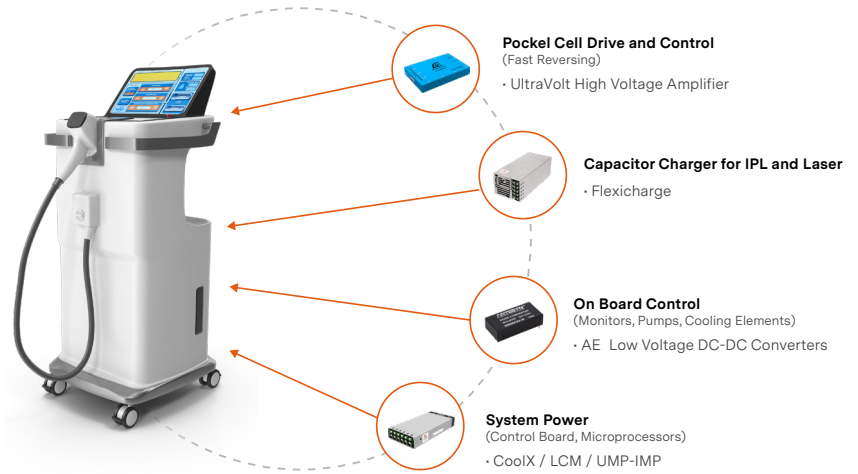 Pocket Cell Drive and Control
(Fast Reversing)
· UltraVolt High Voltage Amplifier
Capacitor Charger for IPL and Laser
· Flexicharge
On Board Control
(Monitors, Pumps, Cooling Elements)
· AE Low Voltage DC-DC Converters
System Power
(Control Board, Microprocessors)
· CoolX / LCM / UMP-IMP